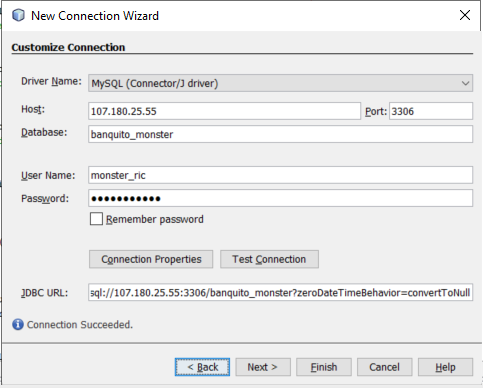 New Connection Wizard
Customize Connection
Driver Name: MySQL (Connector/J driver)
Host: 107.180.25.55 Port: 3306
Database: banquito_monster
User Name: monster_ric
Password: ●●●●●●●●●●●
Remember password
Connection Properties Test Connection
JDBC URL: sql://107.180.25.55:3306/banquito_monster?zeroDateTimeBehavior=convertToNull
Connection Succeeded.
< Back Next > Finish Cancel Help